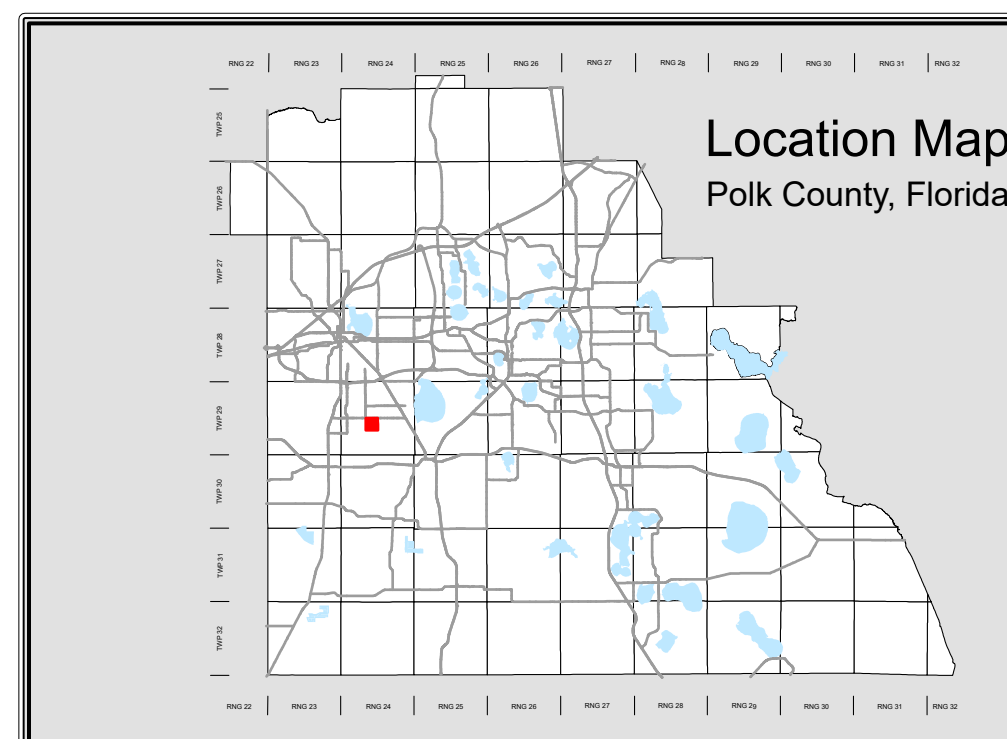 RNG 22 RNG 23 RNG 24 RNG 25 RNG 26 RNG 27 RNG 28 RNG 29 RNG 30 RNG 31 RNG 32
Location Map
Polk County, Florida
TWP 25
TWP 26
TWP 27
TWP 28
TWP 29
TWP 30
TWP 31
TWP 32
RNG 22 RNG 23 RNG 24 RNG 25 RNG 26 RNG 27 RNG 28 RNG 29 RNG 30 RNG 31 RNG 32